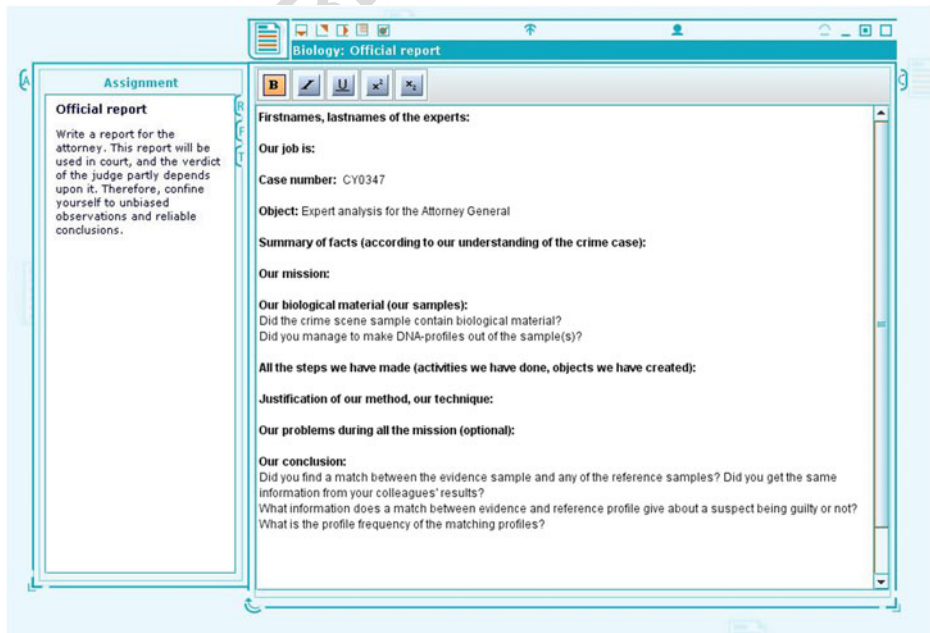 Biology: Official report
A
Assignment
Official report
Write a report for the
attorney. This report will be
used in court, and the verdict
of the judge partly depends
upon it. Therefore, confine
yourself to unbiased
observations and reliable
conclusions.
R
F
T
B I U x² x₂
C
Firstnames, lastnames of the experts:
Our job is:
Case number: CY0347
Object: Expert analysis for the Attorney General
Summary of facts (according to our understanding of the crime case):
Our mission:
Our biological material (our samples):
Did the crime scene sample contain biological material?
Did you manage to make DNA-profiles out of the sample(s)?
All the steps we have made (activities we have done, objects we have created):
Justification of our method, our technique:
Our problems during all the mission (optional):
Our conclusion:
Did you find a match between the evidence sample and any of the reference samples? Did you get the same
information from your colleagues' results?
What information does a match between evidence and reference profile give about a suspect being guilty or not?
What is the profile frequency of the matching profiles?